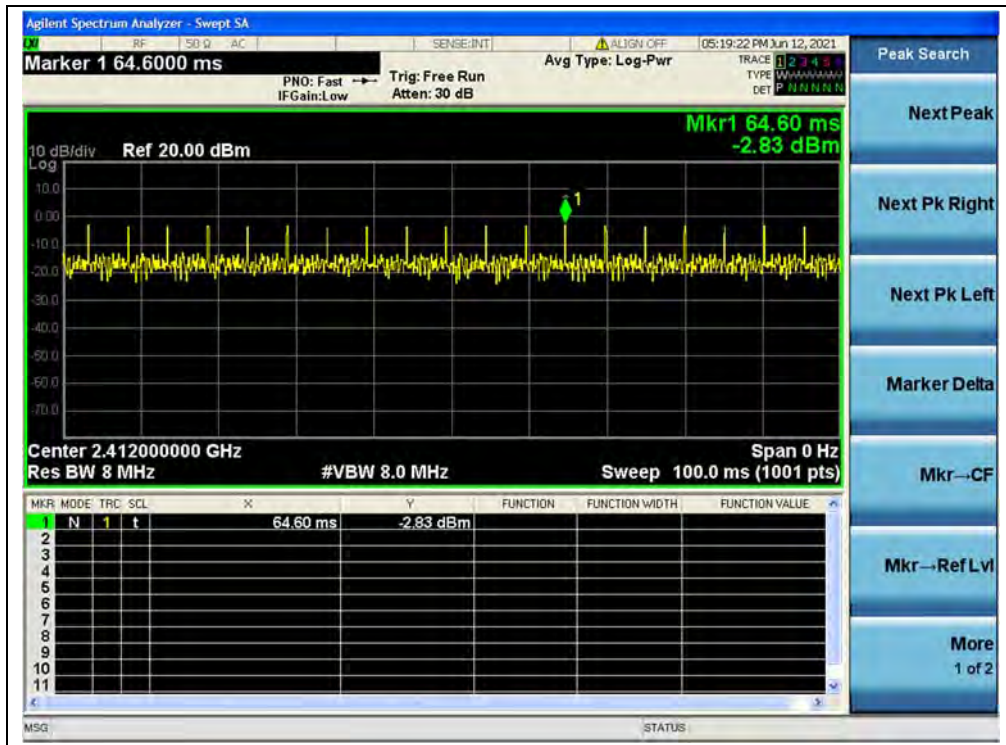 Agilent Spectrum Analyzer - Swept SA
LXI RF 50 Ω AC SENSE:INT ALIGN OFF 05:19:22 PM Jun 12, 2021
Marker 1 64.6000 ms
PNO: Fast
IFGain:Low
Trig: Free Run
Atten: 30 dB
Avg Type: Log-Pwr
TRACE 1 2 3 4 5 6
TYPE W
DET P N N N N N
Mkr1 64.60 ms
-2.83 dBm
10 dB/div Ref 20.00 dBm
Log
10.0
0.00
-10.0
-20.0
-30.0
-40.0
-50.0
-60.0
-70.0
1
Center 2.412000000 GHz Span 0 Hz
Res BW 8 MHz #VBW 8.0 MHz Sweep 100.0 ms (1001 pts)
MKR MODE TRC SCL X Y FUNCTION FUNCTION WIDTH FUNCTION VALUE
1 N 1 t 64.60 ms -2.83 dBm
2
3
4
5
6
7
8
9
10
11
MSG STATUS
Peak Search
Next Peak
Next Pk Right
Next Pk Left
Marker Delta
Mkr→CF
Mkr→Ref Lvl
More
1 of 2